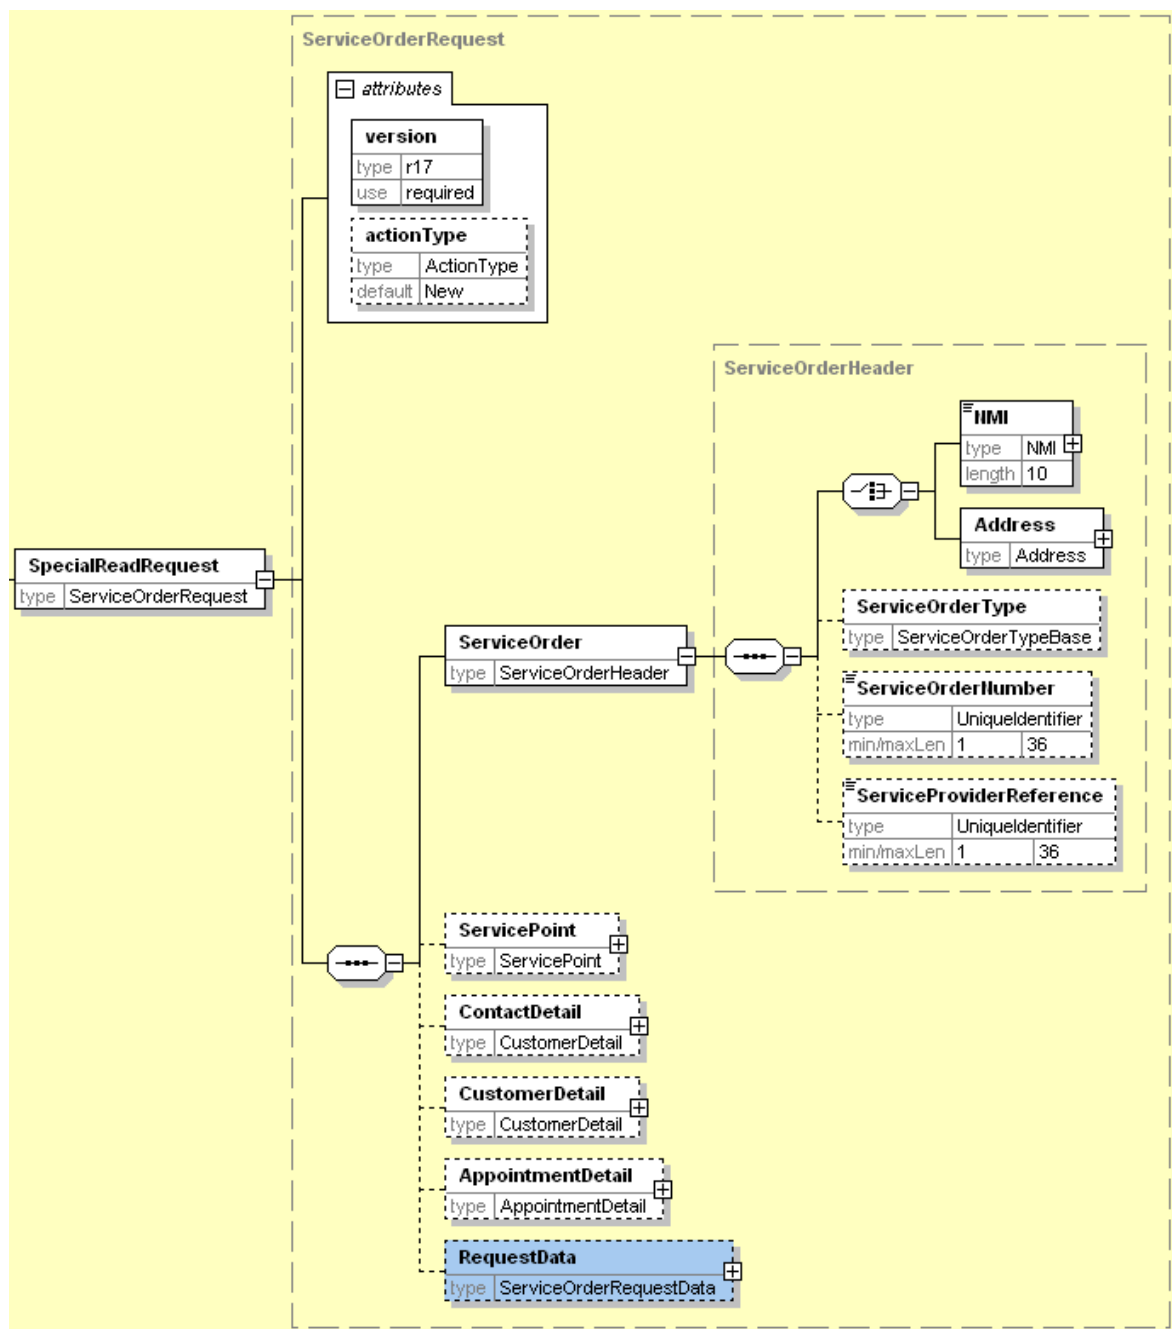 ServiceOrderRequest
attributes
version
type r17
use required
actionType
type ActionType
default New
ServiceOrderHeader
NMI
type NMI
length 10
Address
type Address
SpecialReadRequest
type ServiceOrderRequest
ServiceOrderType
type ServiceOrderTypeBase
ServiceOrder
type ServiceOrderHeader
ServiceOrderNumber
type UniqueIdentifier
min/maxLen 1 36
ServiceProviderReference
type UniqueIdentifier
min/maxLen 1 36
ServicePoint
type ServicePoint
ContactDetail
type CustomerDetail
CustomerDetail
type CustomerDetail
AppointmentDetail
type AppointmentDetail
RequestData
type ServiceOrderRequestData